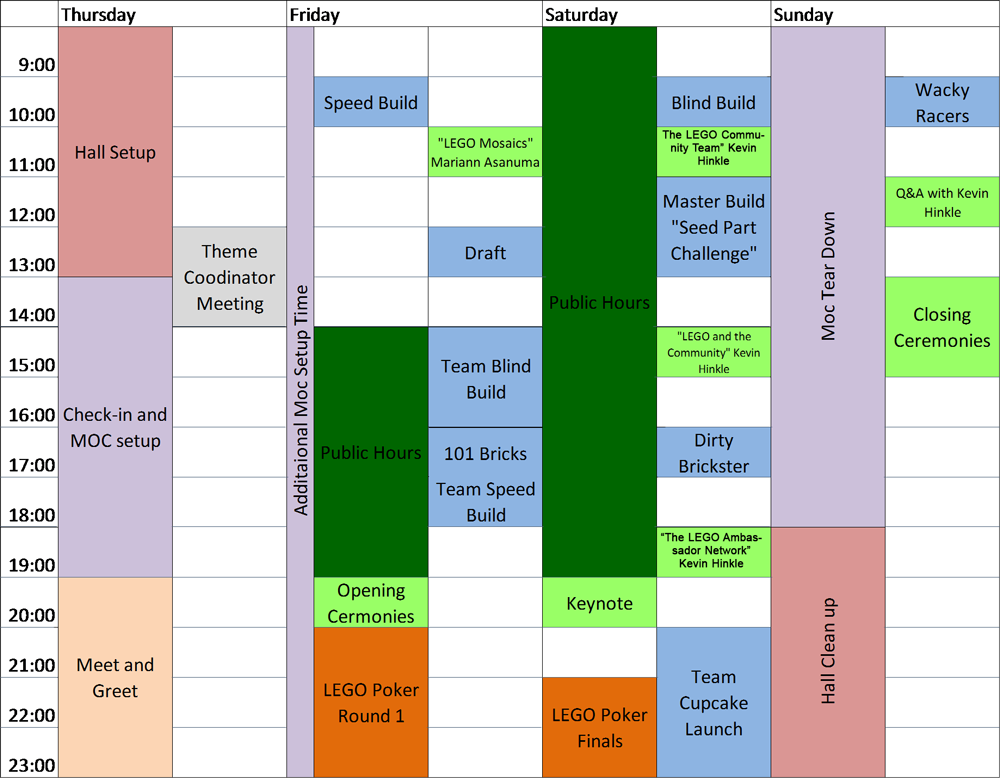 Thursday
Friday
Saturday
Sunday
9:00
10:00
11:00
12:00
13:00
14:00
15:00
16:00
17:00
18:00
19:00
20:00
21:00
22:00
23:00
Hall Setup
Check-in and
MOC setup
Meet and
Greet
Theme
Coodinator
Meeting
Additaional Moc Setup Time
Speed Build
Public Hours
Opening
Cermonies
LEGO Poker
Round 1
"LEGO Mosaics"
Mariann Asanuma
Draft
Team Blind
Build
101 Bricks
Team Speed
Build
Public Hours
Keynote
LEGO Poker
Finals
Blind Build
The LEGO Commu-
nity Team" Kevin
Hinkle
Master Build
"Seed Part
Challenge"
"LEGO and the
Community" Kevin
Hinkle
Dirty
Brickster
"The LEGO Ambas-
sador Network"
Kevin Hinkle
Team
Cupcake
Launch
Moc Tear Down
Hall Clean up
Wacky
Racers
Q&A with Kevin
Hinkle
Closing
Ceremonies